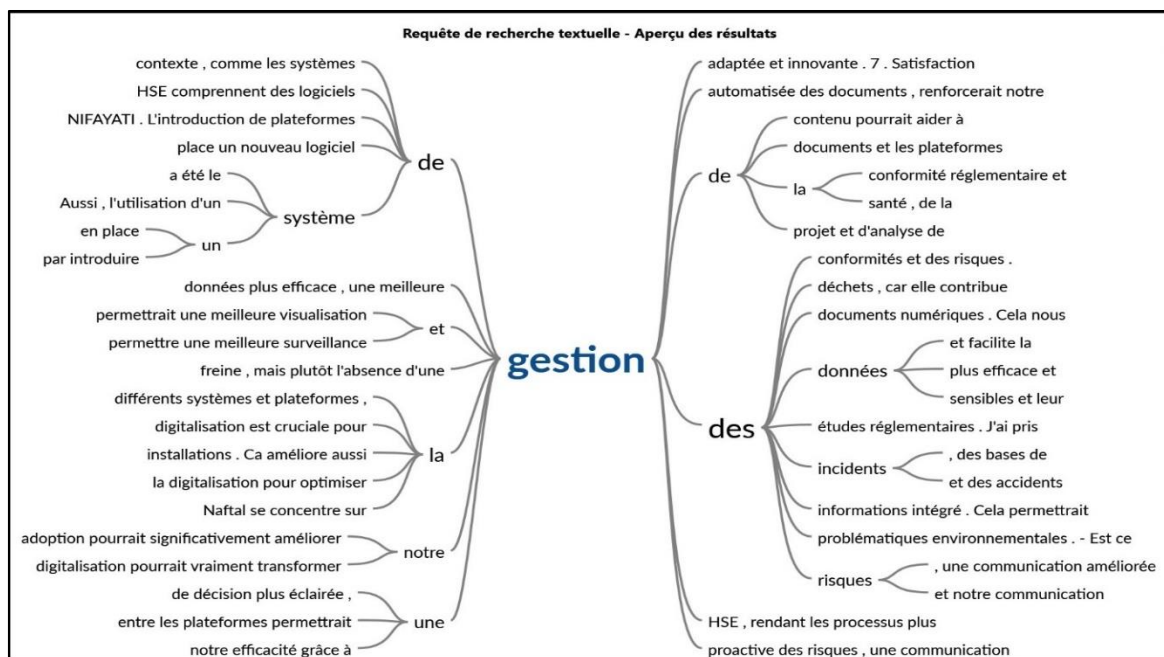 Requête de recherche textuelle - Aperçu des résultats
contexte , comme les systèmes
HSE comprennent des logiciels
NIFAYATI . L'introduction de plateformes
place un nouveau logiciel
de
a été le
Aussi , l'utilisation d'un
système
en place
un
par introduire
données plus efficace , une meilleure
permettrait une meilleure visualisation
et
permettre une meilleure surveillance
freine , mais plutôt l'absence d'une
différents systèmes et plateformes ,
digitalisation est cruciale pour
installations . Ca améliore aussi
la
la digitalisation pour optimiser
Naftal se concentre sur
adoption pourrait significativement améliorer
notre
digitalisation pourrait vraiment transformer
de décision plus éclairée ,
entre les plateformes permettrait
une
notre efficacité grâce à
gestion
adaptée et innovante . 7 . Satisfaction
automatisée des documents , renforcerait notre
contenu pourrait aider à
documents et les plateformes
de
la
conformité réglementaire et
santé , de la
projet et d'analyse de
conformités et des risques .
déchets , car elle contribue
documents numériques . Cela nous
et facilite la
données
plus efficace et
sensibles et leur
des
études réglementaires . J'ai pris
incidents
, des bases de
et des accidents
informations intégré . Cela permettrait
problématiques environnementales . - Est ce
risques
, une communication améliorée
et notre communication
HSE , rendant les processus plus
proactive des risques , une communication